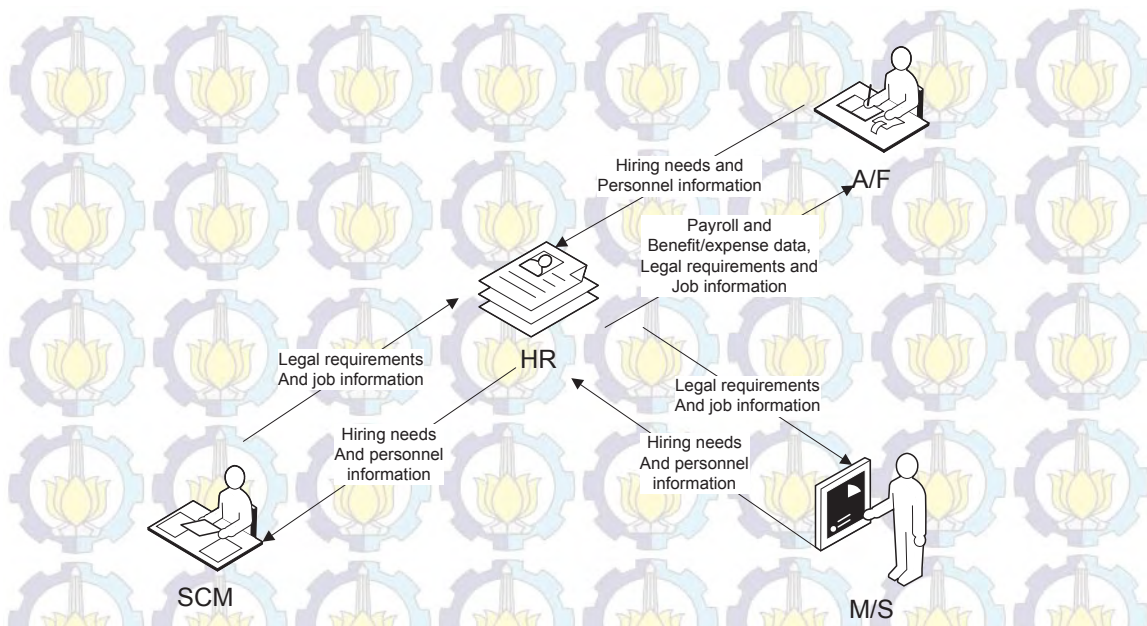 A/F
Hiring needs and
Personnel information
Payroll and
Benefit/expense data,
Legal requirements and
Job information
HR
Legal requirements
And job information
Legal requirements
And job information
Hiring needs
And personnel
information
Hiring needs
And personnel
information
SCM
M/S